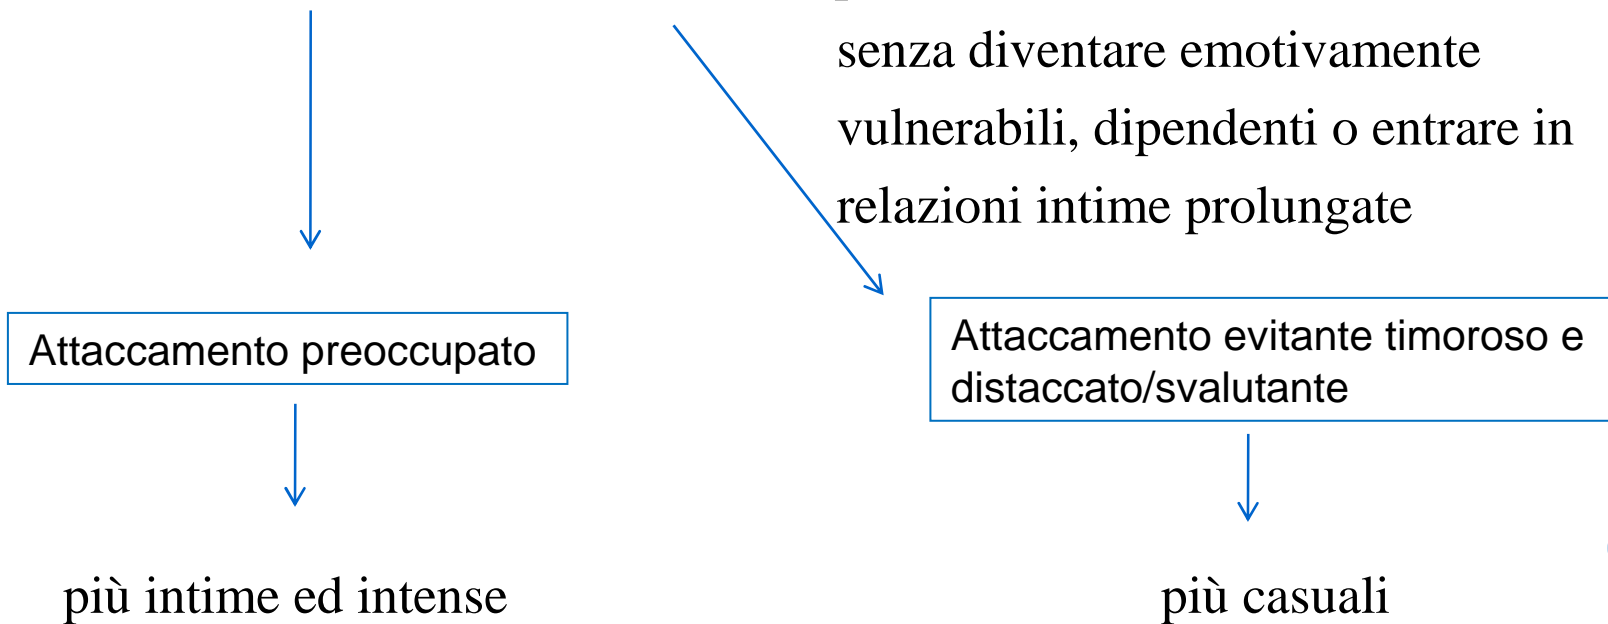 senza diventare emotivamente
vulnerabili, dipendenti o entrare in
relazioni intime prolungate
Attaccamento preoccupato
Attaccamento evitante timoroso e
distaccato/svalutante
più intime ed intense
più casuali